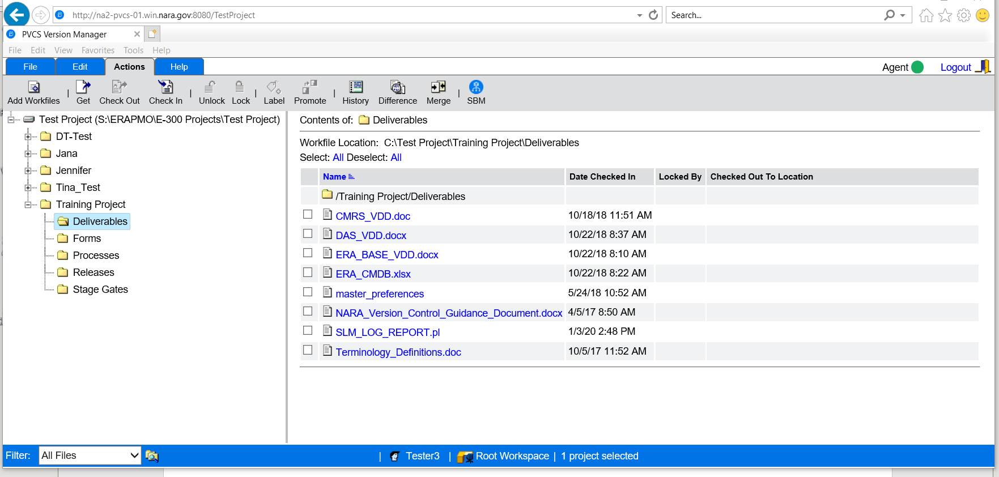 http://na2-pvcs-01.win.nara.gov:8080/TestProject
Search...
PVCS Version Manager
File Edit View Favorites Tools Help
File Edit Actions Help
Agent Logout
Add Workfiles | Get Check Out Check In | Unlock Lock | Label Promote | History Difference Merge | SBM
Test Project (S:\ERAPMO\E-300 Projects\Test Project)
DT-Test
Jana
Jennifer
Tina_Test
Training Project
Deliverables
Forms
Processes
Releases
Stage Gates
Contents of: Deliverables
Workfile Location: C:\Test Project\Training Project\Deliverables
Select: All Deselect: All
Name Date Checked In Locked By Checked Out To Location
/Training Project/Deliverables
CMRS_VDD.doc 10/18/18 11:51 AM
DAS_VDD.docx 10/22/18 8:37 AM
ERA_BASE_VDD.docx 10/22/18 8:10 AM
ERA_CMDB.xlsx 10/22/18 8:22 AM
master_preferences 5/24/18 10:52 AM
NARA_Version_Control_Guidance_Document.docx 4/5/17 8:50 AM
SLM_LOG_REPORT.pl 1/3/20 2:48 PM
Terminology_Definitions.doc 10/5/17 11:52 AM
Filter: All Files | Tester3 | Root Workspace | 1 project selected